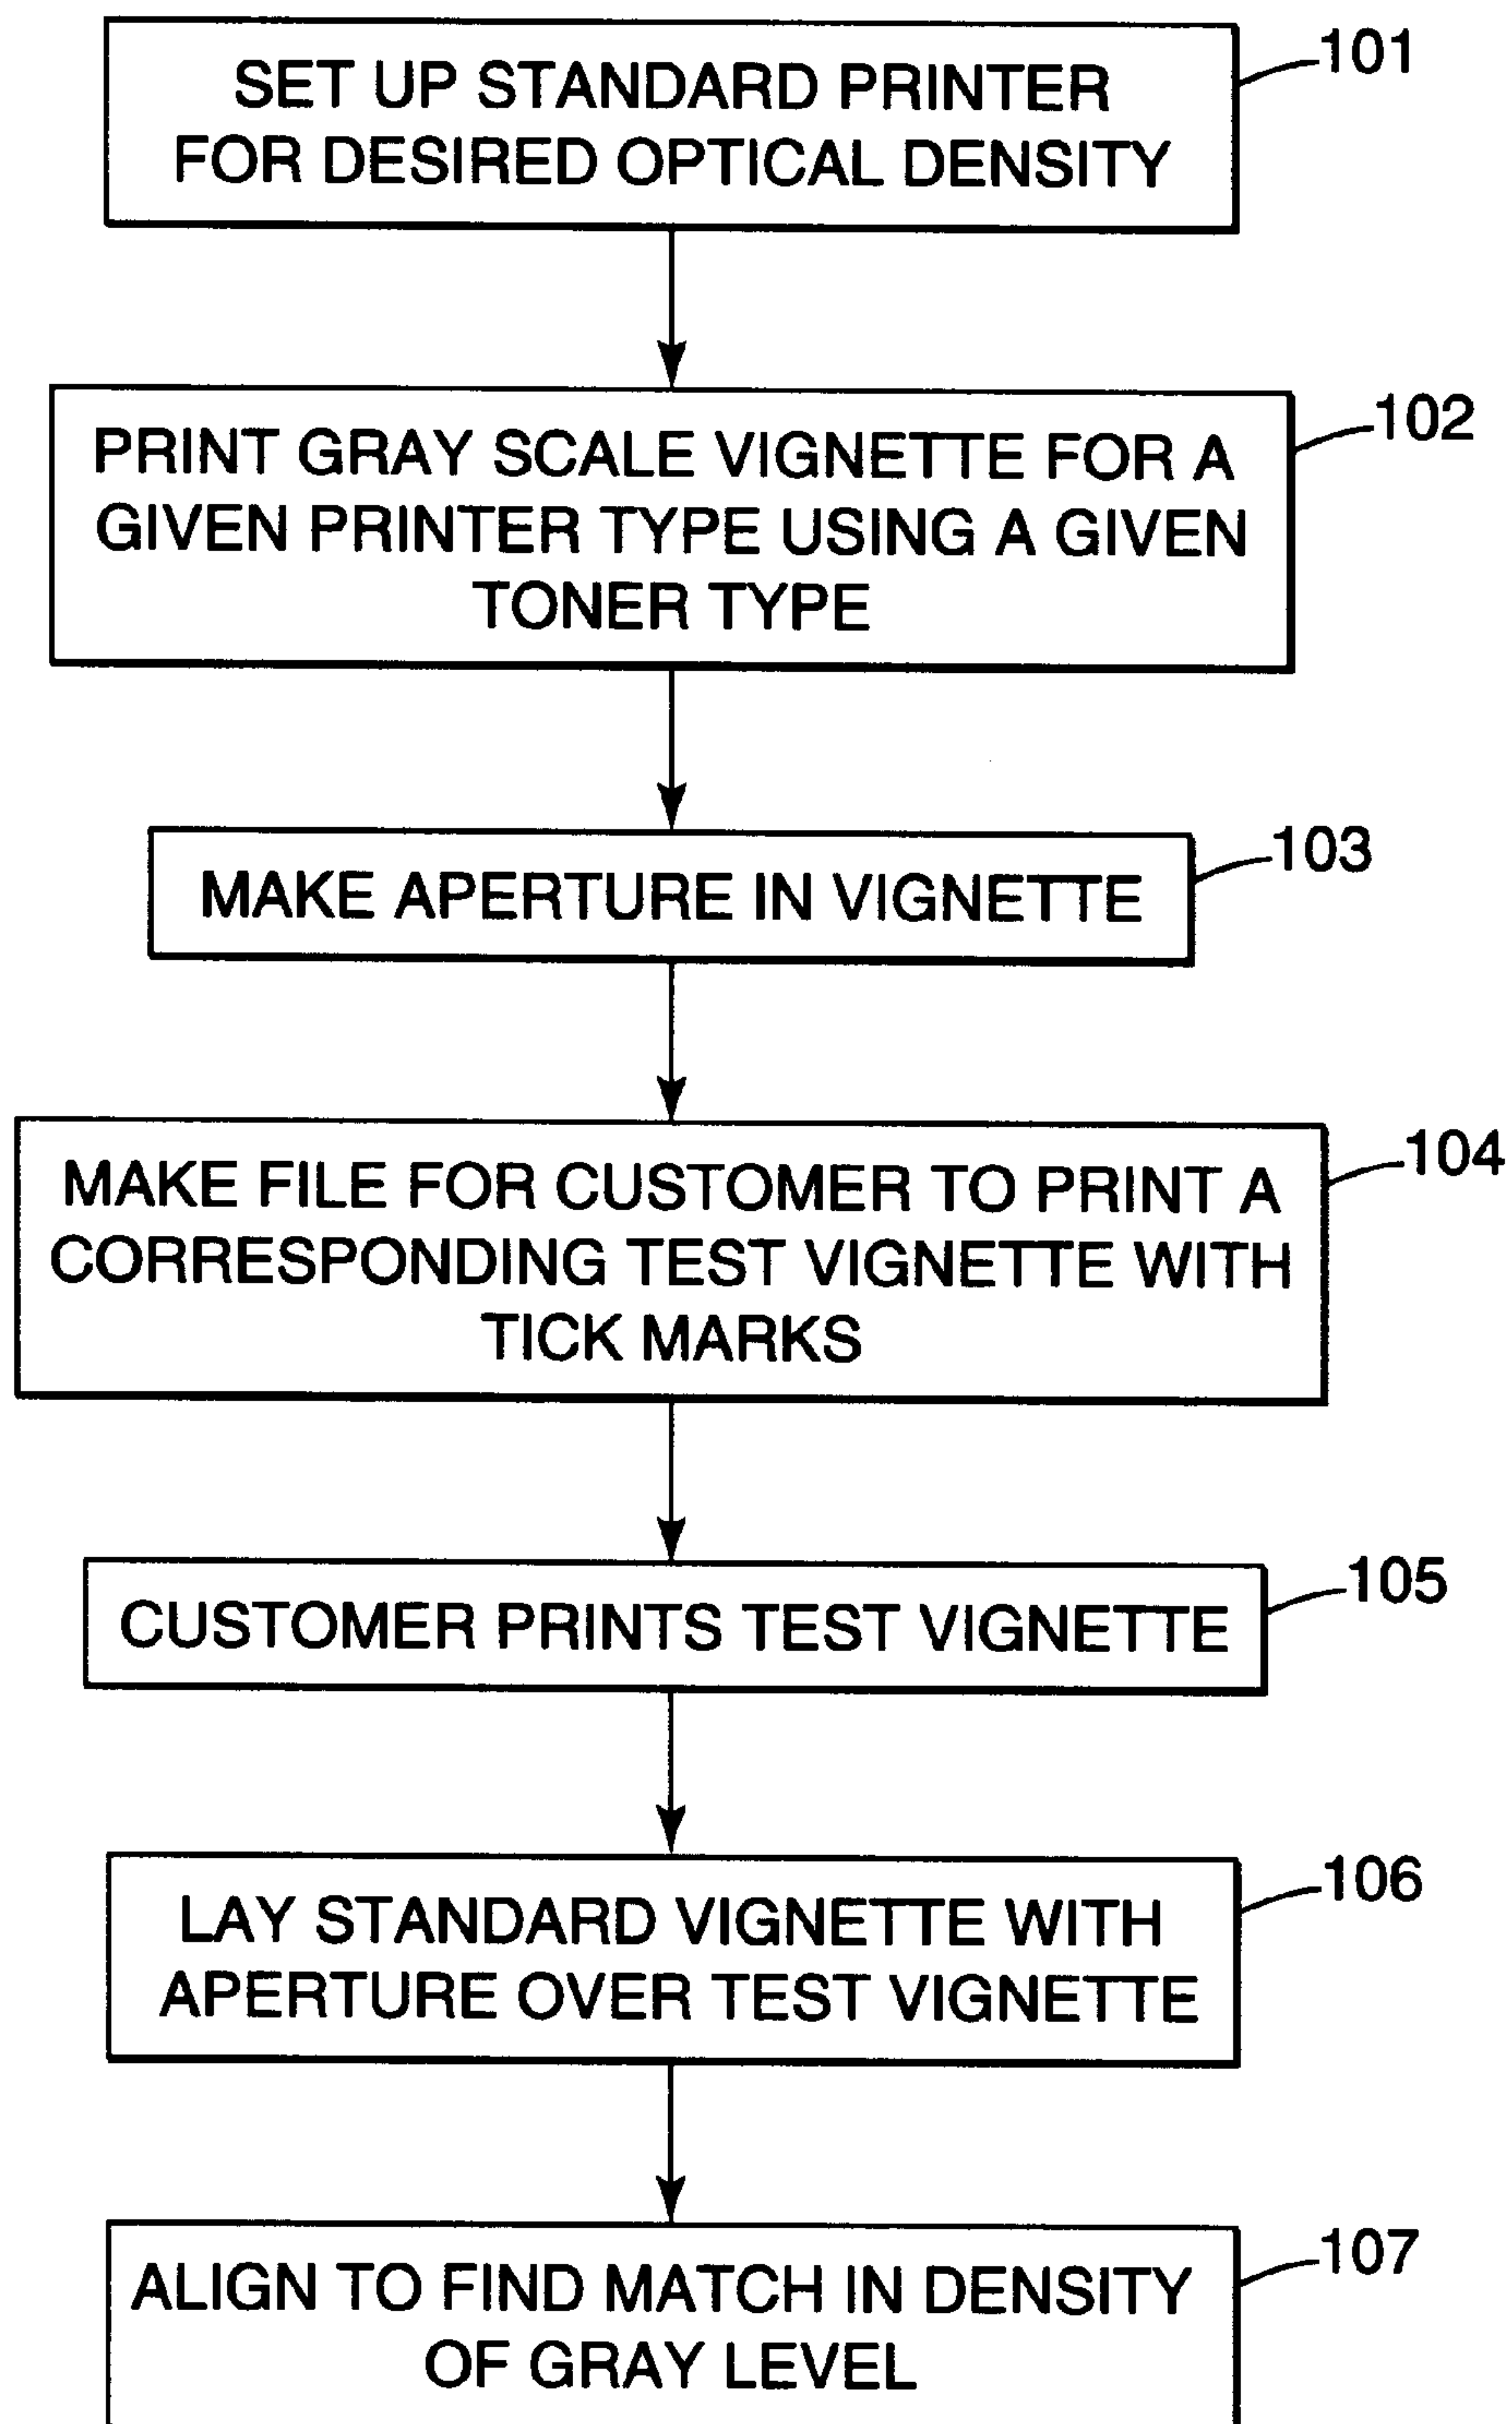 101
SET UP STANDARD PRINTER
FOR DESIRED OPTICAL DENSITY
102
PRINT GRAY SCALE VIGNETTE FOR A
GIVEN PRINTER TYPE USING A GIVEN
TONER TYPE
103
MAKE APERTURE IN VIGNETTE
104
MAKE FILE FOR CUSTOMER TO PRINT A
CORRESPONDING TEST VIGNETTE WITH
TICK MARKS
105
CUSTOMER PRINTS TEST VIGNETTE
106
LAY STANDARD VIGNETTE WITH
APERTURE OVER TEST VIGNETTE
107
ALIGN TO FIND MATCH IN DENSITY
OF GRAY LEVEL